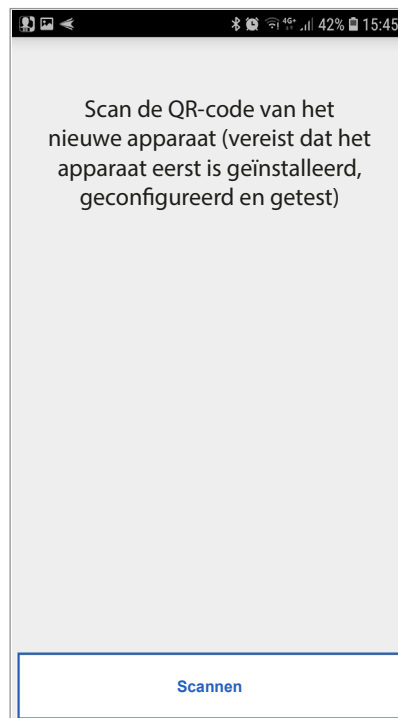 4G+ 42% 15:45
Scan de QR-code van het
nieuwe apparaat (vereist dat het
apparaat eerst is geïnstalleerd,
geconfigureerd en getest)
Scannen